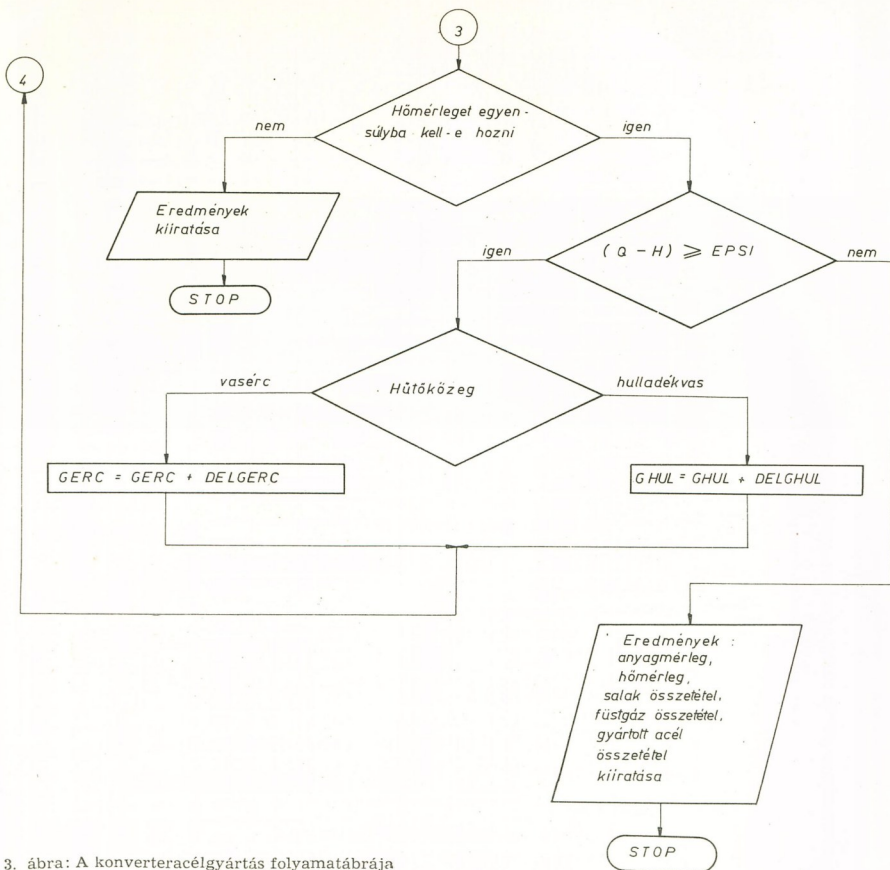 3
4
Hőmérleget egyen-
súlyba kell-e hozni
nem
igen
Eredmények
kiiratása
STOP
(Q - H) ⩾ EPSI
igen
nem
Hűtőközeg
vasérc
hulladékvas
GERC = GERC + DELGERC
GHUL = GHUL + DELGHUL
Eredmények :
anyagmérleg,
hőmérleg,
salak összetétel,
füstgáz összetétel,
gyártott acél
összetétel
kiíratása
STOP
3. ábra: A konverteracélgyártás folyamatábrája